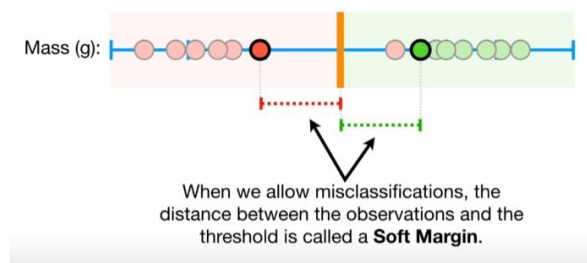 Mass (g):
When we allow misclassifications, the
distance between the observations and the
threshold is called a Soft Margin.